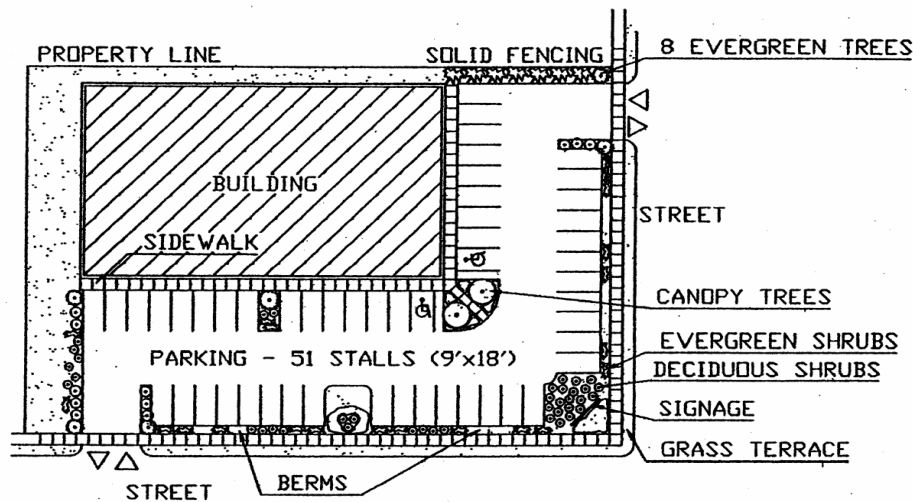 PROPERTY LINE
SOLID FENCING
8 EVERGREEN TREES
BUILDING
STREET
SIDEWALK
CANOPY TREES
PARKING - 51 STALLS (9'x18')
EVERGREEN SHRUBS
DECIDUOUS SHRUBS
SIGNAGE
GRASS TERRACE
BERMS
STREET